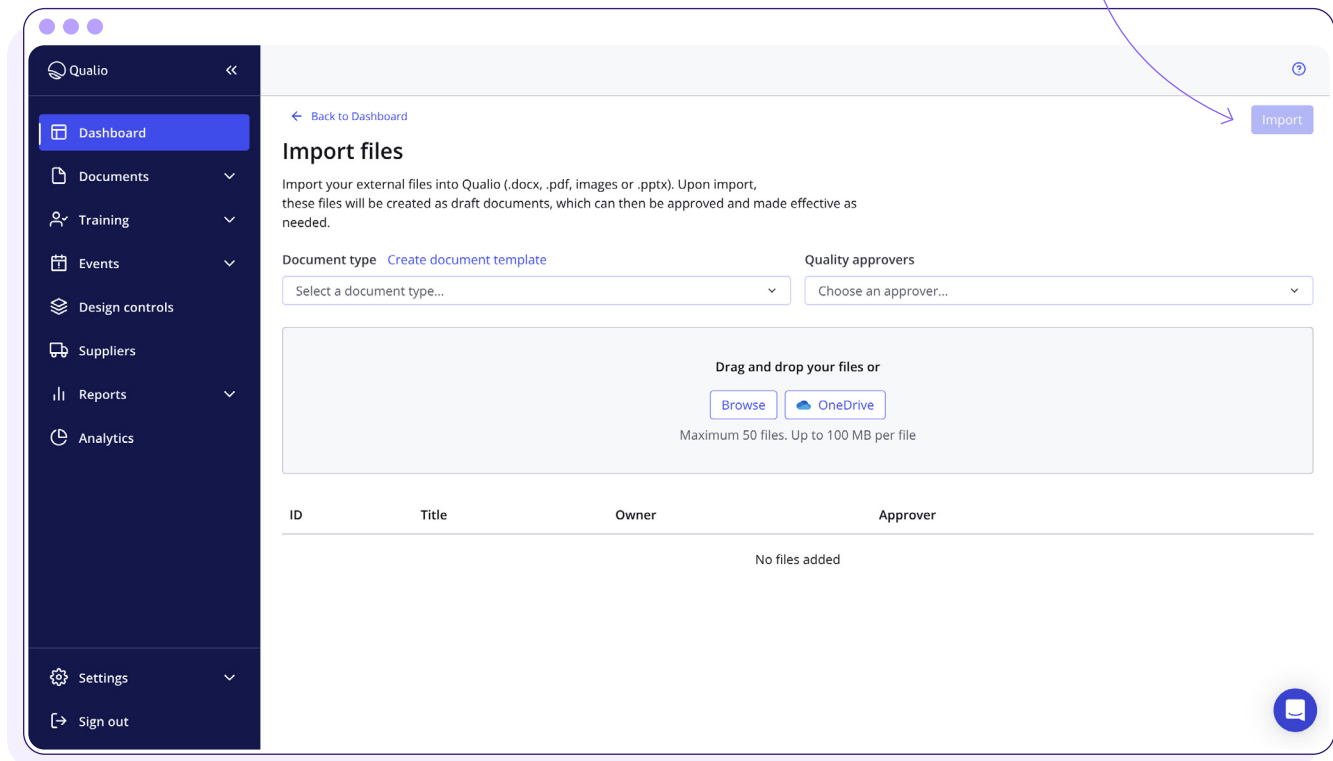 Qualio
Dashboard
Documents
Training
Events
Design controls
Suppliers
Reports
Analytics
Settings
Sign out
Back to Dashboard
Import
Import files
Import your external files into Qualio (.docx, .pdf, images or .pptx). Upon import,
these files will be created as draft documents, which can then be approved and made effective as
needed.
Document type Create document template
Select a document type...
Quality approvers
Choose an approver...
Drag and drop your files or
Browse OneDrive
Maximum 50 files. Up to 100 MB per file
ID Title Owner Approver
No files added